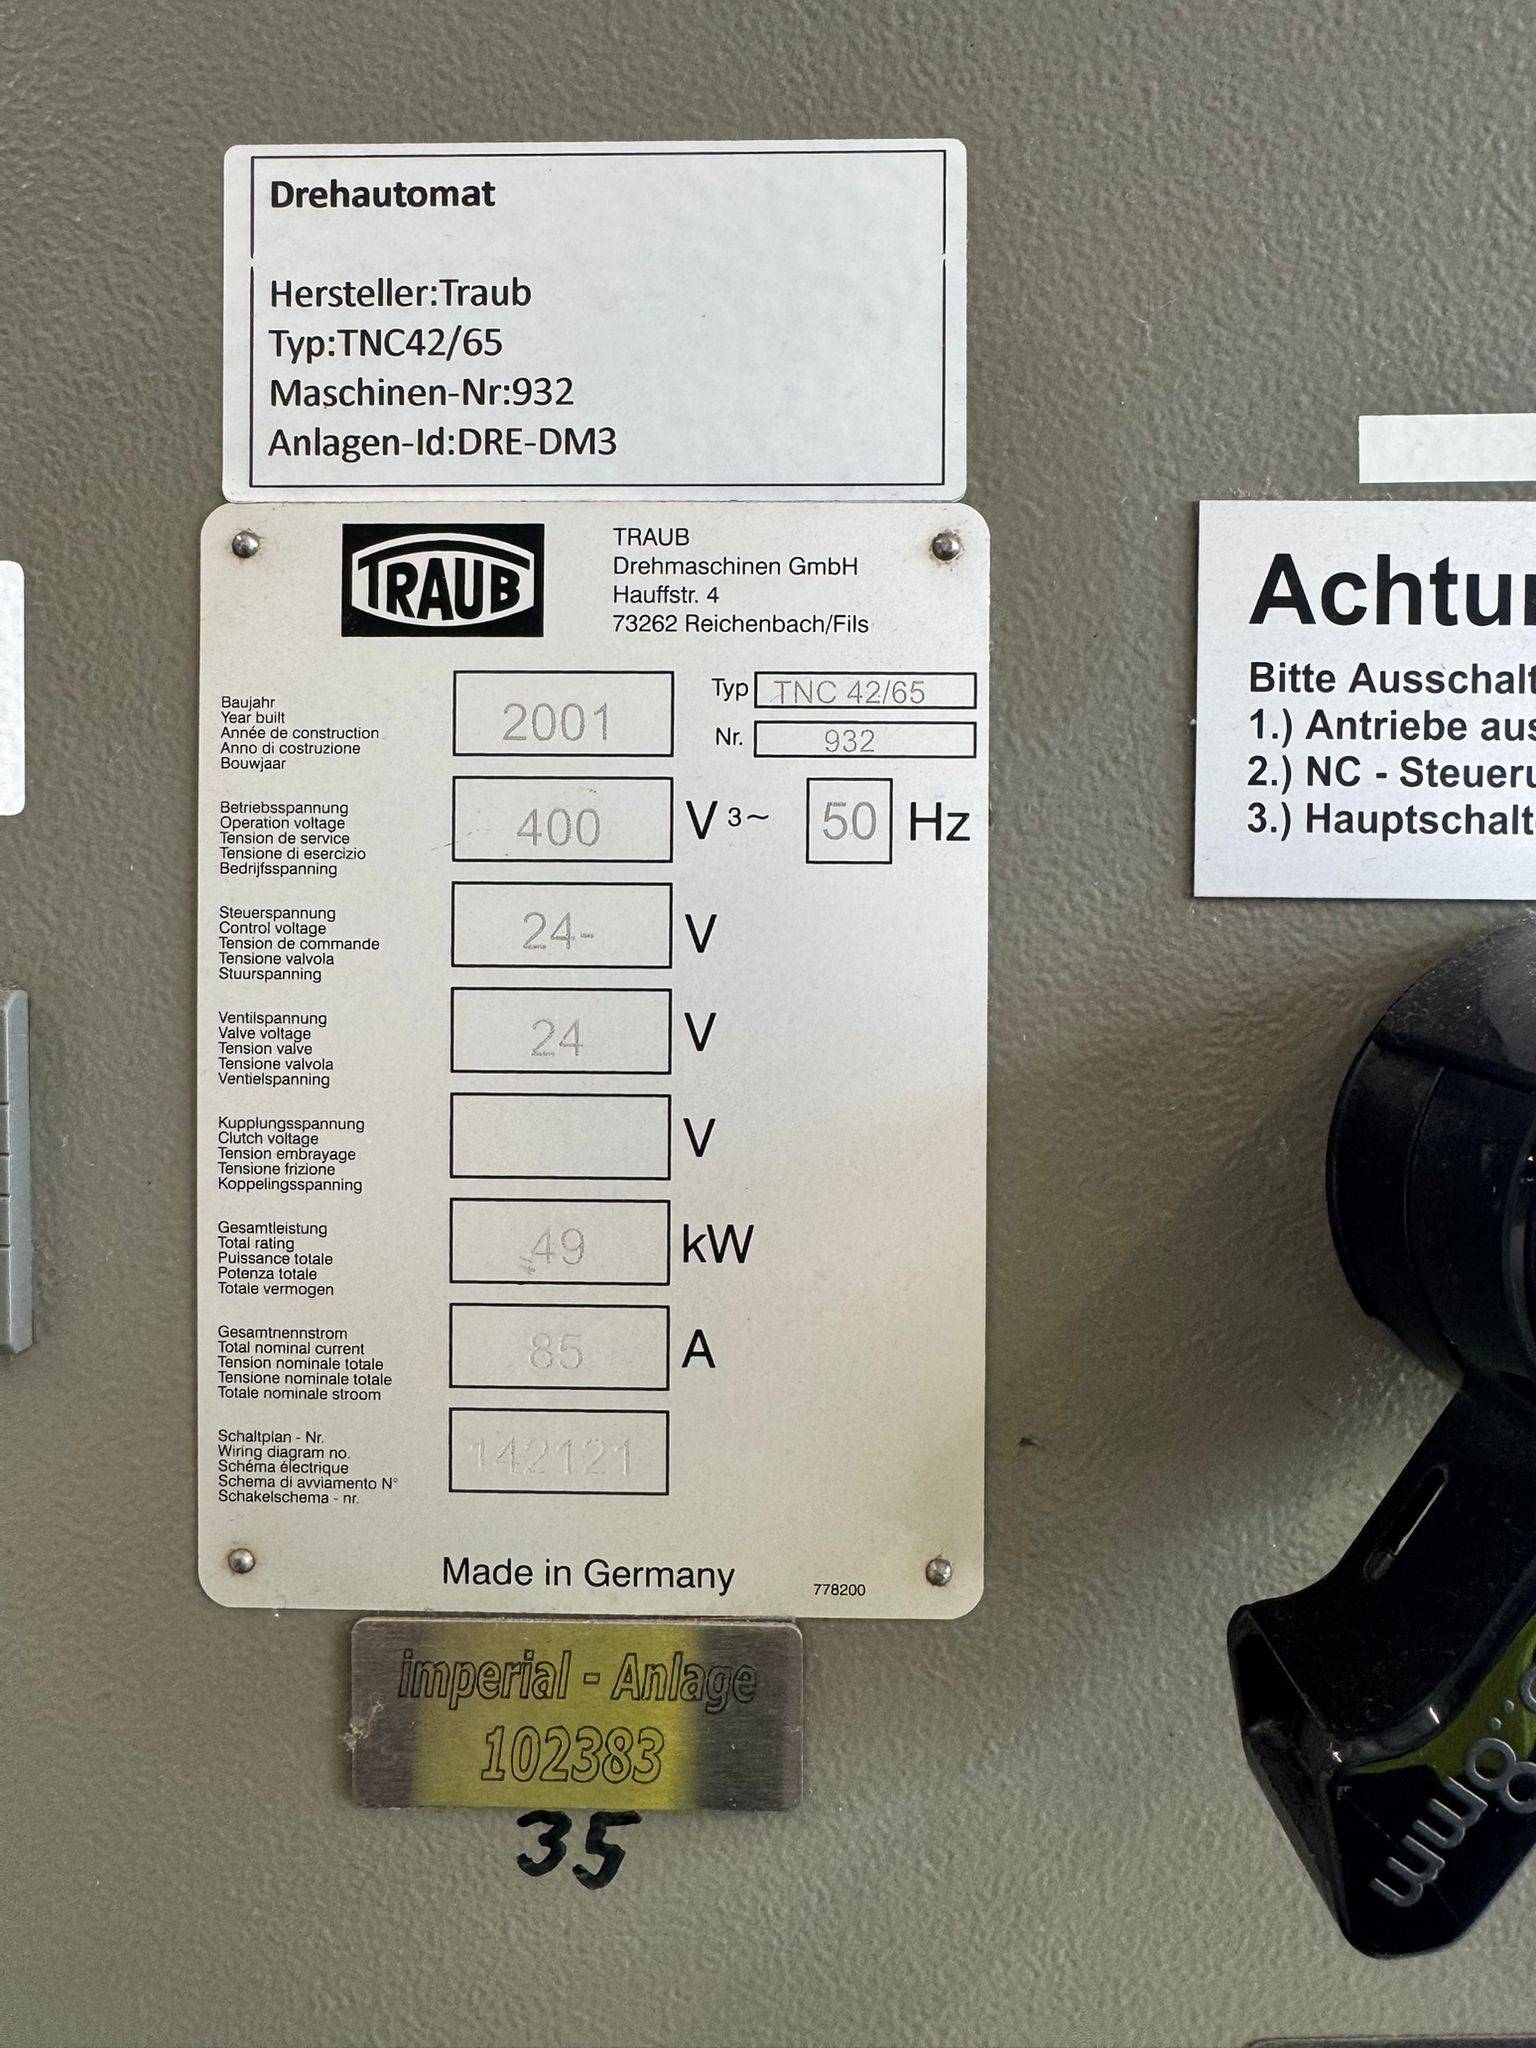 Drehautomat
Hersteller:Traub
Typ:TNC42/65
Maschinen-Nr:932
Anlagen-Id:DRE-DM3
TRAUB
TRAUB
Drehmaschinen GmbH
Hauffstr. 4
73262 Reichenbach/Fils
Baujahr
Year built
Année de construction
Anno di costruzione
Bouwjaar
2001
Typ TNC 42/65
Nr. 932
Betriebsspannung
Operation voltage
Tension de service
Tensione di esercizio
Bedrijfsspanning
400 V 3~ 50 Hz
Steuerspannung
Control voltage
Tension de commande
Tensione valvola
Stuurspanning
24- V
Ventilspannung
Valve voltage
Tension valve
Tensione valvola
Ventielspanning
24 V
Kupplungsspannung
Clutch voltage
Tension embrayage
Tensione frizione
Koppelingsspanning
V
Gesamtleistung
Total rating
Puissance totale
Potenza totale
Totale vermogen
49 kW
Gesamtnennstrom
Total nominal current
Tension nominale totale
Tensione nominale totale
Totale nominale stroom
85 A
Schaltplan - Nr.
Wiring diagram no.
Schéma électrique
Schema di avviamento N°
Schakelschema - nr.
142121
Made in Germany
778200
imperial - Anlage
102383
35
Achtu
Bitte Ausschalt
1.) Antriebe aus
2.) NC - Steueru
3.) Hauptschalt
8mm